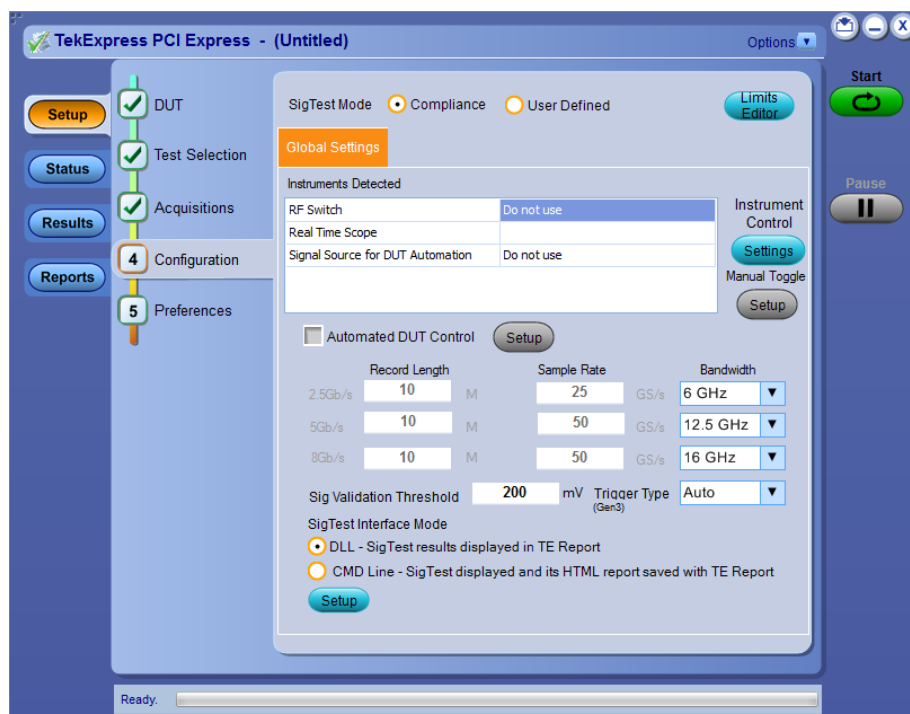 TekExpress PCI Express - (Untitled)
Options
X
Start
Setup
Status
Results
Reports
DUT
Test Selection
Acquisitions
4 Configuration
5 Preferences
Pause
SigTest Mode Compliance User Defined
Limits
Editor
Global Settings
Instruments Detected
RF Switch Do not use
Real Time Scope
Signal Source for DUT Automation Do not use
Instrument
Control
Settings
Manual Toggle
Setup
Automated DUT Control Setup
Record Length Sample Rate Bandwidth
2.5Gb/s 10 M 25 GS/s 6 GHz
5Gb/s 10 M 50 GS/s 12.5 GHz
8Gb/s 10 M 50 GS/s 16 GHz
Sig Validation Threshold 200 mV Trigger Type Auto
(Gen3)
SigTest Interface Mode
DLL - SigTest results displayed in TE Report
CMD Line - SigTest displayed and its HTML report saved with TE Report
Setup
Ready.